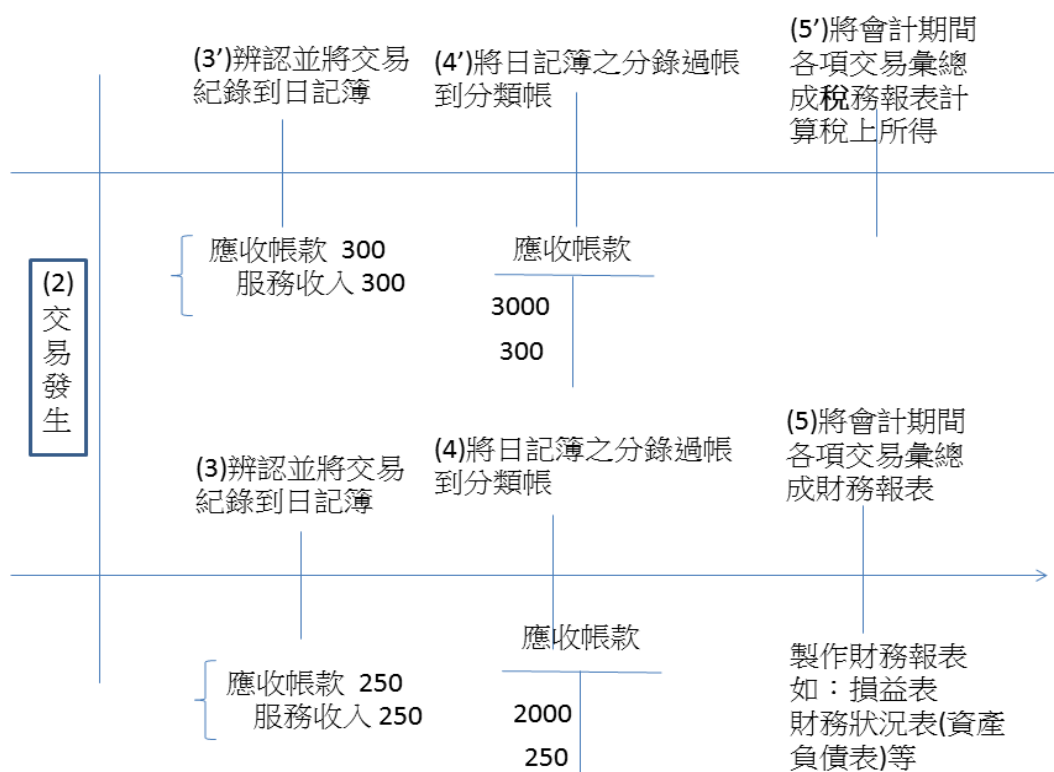 (3’)辨認並將交易
紀錄到日記簿
(4’)將日記簿之分錄過帳
到分類帳
(5’)將會計期間
各項交易彙總
成稅務報表計
算稅上所得
(2)
交
易
發
生
應收帳款 300
服務收入 300
應收帳款
3000
300
(3)辨認並將交易
紀錄到日記簿
(4)將日記簿之分錄過帳
到分類帳
(5)將會計期間
各項交易彙總
成財務報表
應收帳款 250
服務收入 250
應收帳款
2000
250
製作財務報表
如：損益表
財務狀況表(資產
負債表)等